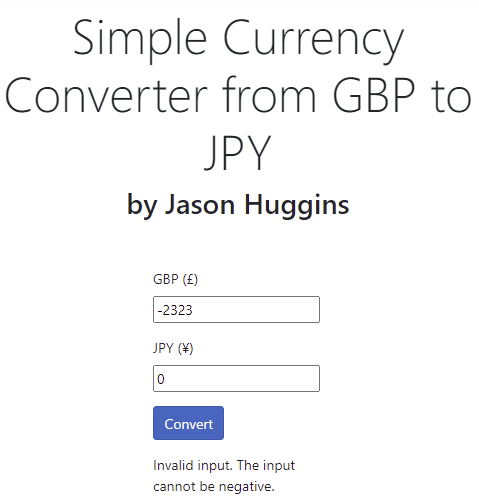 Simple Currency
Converter from GBP to
JPY
by Jason Huggins
GBP (£)
-2323
JPY (¥)
0
Convert
Invalid input. The input
cannot be negative.